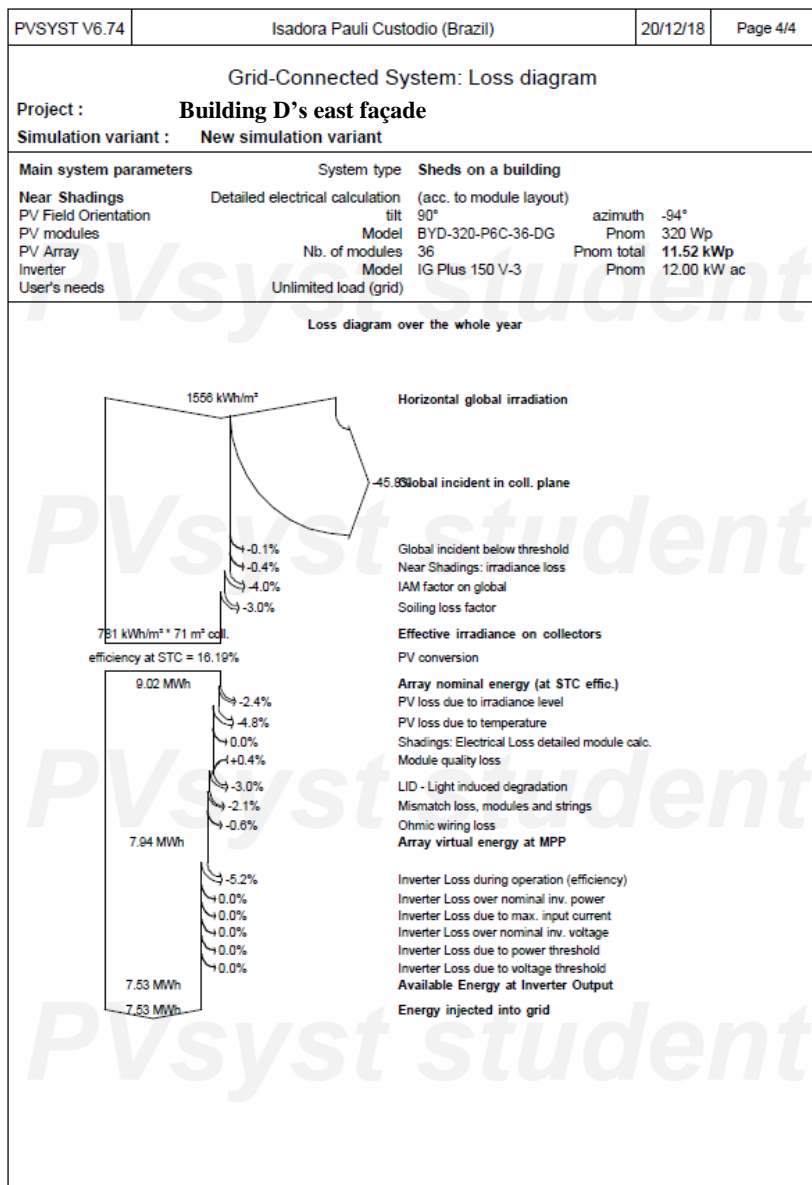 PVSYST V6.74 Isadora Pauli Custodio (Brazil) 20/12/18 Page 4/4
Grid-Connected System: Loss diagram
Project : Building D's east façade
Simulation variant : New simulation variant
Main system parameters System type Sheds on a building
Near Shadings Detailed electrical calculation (acc. to module layout)
PV Field Orientation tilt 90° azimuth -94°
PV modules Model BYD-320-P6C-36-DG Pnom 320 Wp
PV Array Nb. of modules 36 Pnom total 11.52 kWp
Inverter Model IG Plus 150 V-3 Pnom 12.00 kW ac
User's needs Unlimited load (grid)
PVsyst student
Loss diagram over the whole year
1556 kWh/m² Horizontal global irradiation
-45.8% Global incident in coll. plane
PVsyst student
-0.1% Global incident below threshold
-0.4% Near Shadings: irradiance loss
-4.0% IAM factor on global
-3.0% Soiling loss factor
781 kWh/m² * 71 m² coll. Effective irradiance on collectors
efficiency at STC = 16.19% PV conversion
9.02 MWh Array nominal energy (at STC effic.)
-2.4% PV loss due to irradiance level
-4.8% PV loss due to temperature
0.0% Shadings: Electrical Loss detailed module calc.
+0.4% Module quality loss
PVsyst student
-3.0% LID - Light induced degradation
-2.1% Mismatch loss, modules and strings
-0.6% Ohmic wiring loss
7.94 MWh Array virtual energy at MPP
-5.2% Inverter Loss during operation (efficiency)
0.0% Inverter Loss over nominal inv. power
0.0% Inverter Loss due to max. input current
0.0% Inverter Loss over nominal inv. voltage
0.0% Inverter Loss due to power threshold
0.0% Inverter Loss due to voltage threshold
7.53 MWh Available Energy at Inverter Output
7.53 MWh Energy injected into grid
PVsyst student